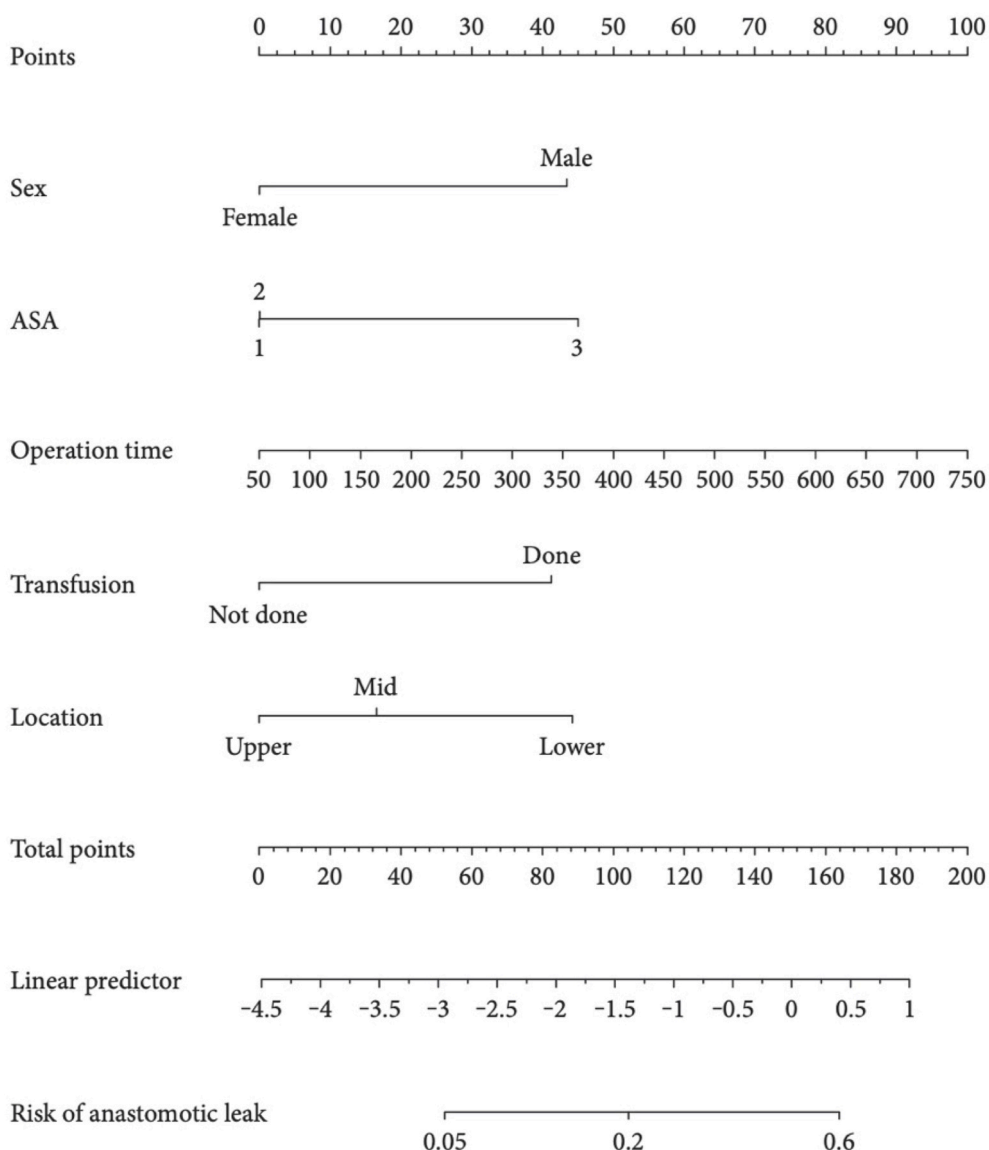 0 10 20 30 40 50 60 70 80 90 100
Points
Male
Sex
Female
2
ASA
1 3
Operation time
50 100 150 200 250 300 350 400 450 500 550 600 650 700 750
Done
Transfusion
Not done
Mid
Location
Upper Lower
Total points
0 20 40 60 80 100 120 140 160 180 200
Linear predictor
-4.5 -4 -3.5 -3 -2.5 -2 -1.5 -1 -0.5 0 0.5 1
Risk of anastomotic leak
0.05 0.2 0.6